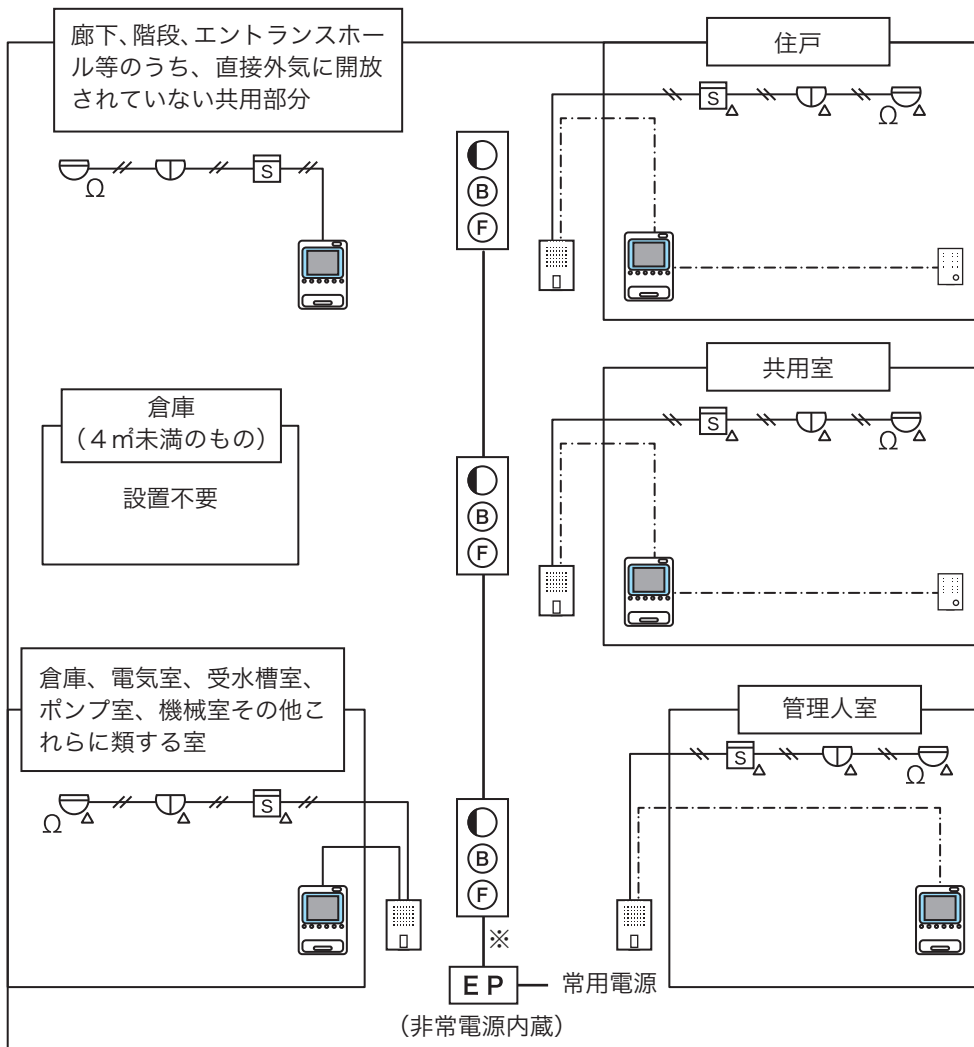 廊下、階段、エントランスホー
ル等のうち、直接外気に開放
されていない共用部分
住戸
S
Ω
S
Ω
B
F
共用室
S
Ω
倉庫
（４㎡未満のもの）
設置不要
B
F
倉庫、電気室、受水槽室、
ポンプ室、機械室その他こ
れらに類する室
管理人室
S
Ω
S
Ω
B
F
※
ＥＰ
常用電源
（非常電源内蔵）